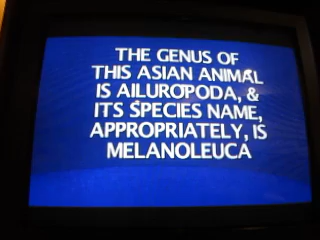 THE GENUS OF
THIS ASIAN ANIMAL
IS AILUROPODA, &
ITS SPECIES NAME,
APPROPRIATELY, IS
MELANOLEUCA